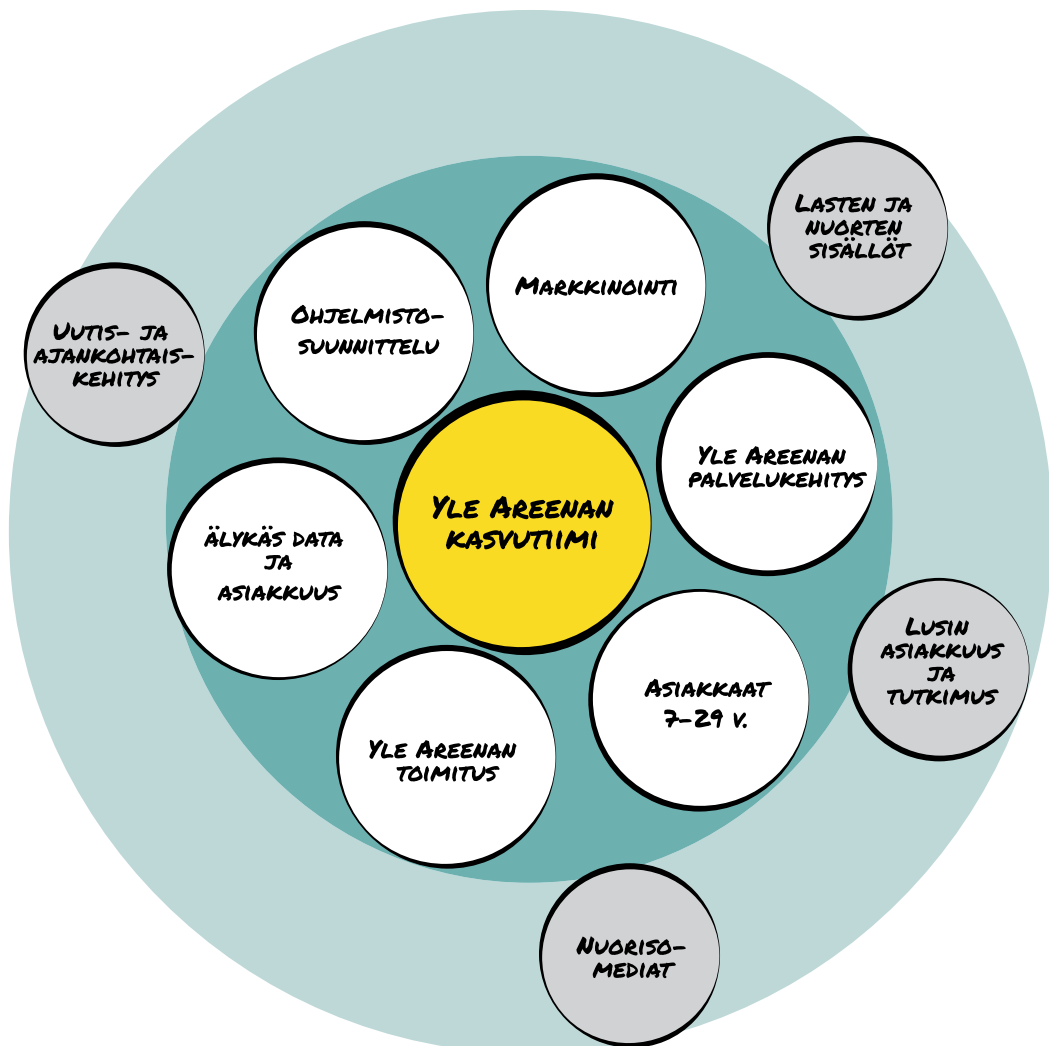 Lasten ja
nuorten
sisällöt
Markkinointi
Ohjelmisto-
suunnittelu
Uutis- ja
ajankohtais-
kehitys
Yle Areenan
palvelukehitys
Yle Areenan
kasvutiimi
älykäs data
ja
asiakkuus
Lusin
asiakkuus
ja
tutkimus
Asiakkaat
7-29 v.
Yle Areenan
toimitus
Nuoriso-
mediat